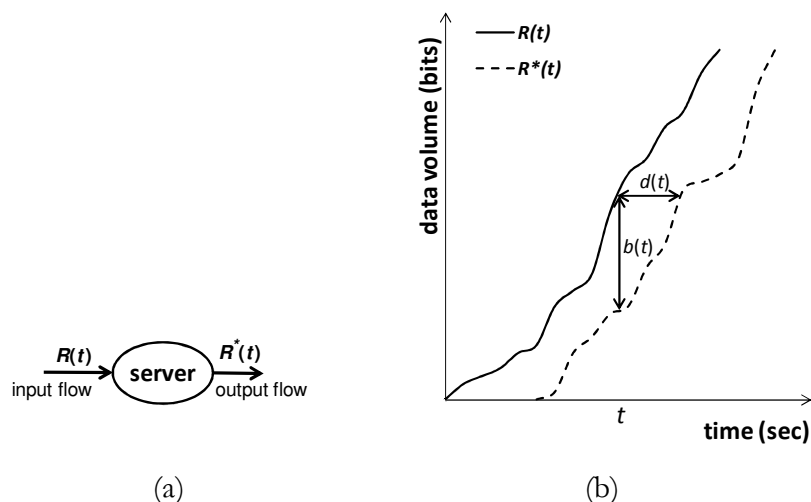 R(t)
input flow
server
R*(t)
output flow
(a)
data volume (bits)
R(t)
R*(t)
d(t)
b(t)
t
time (sec)
(b)